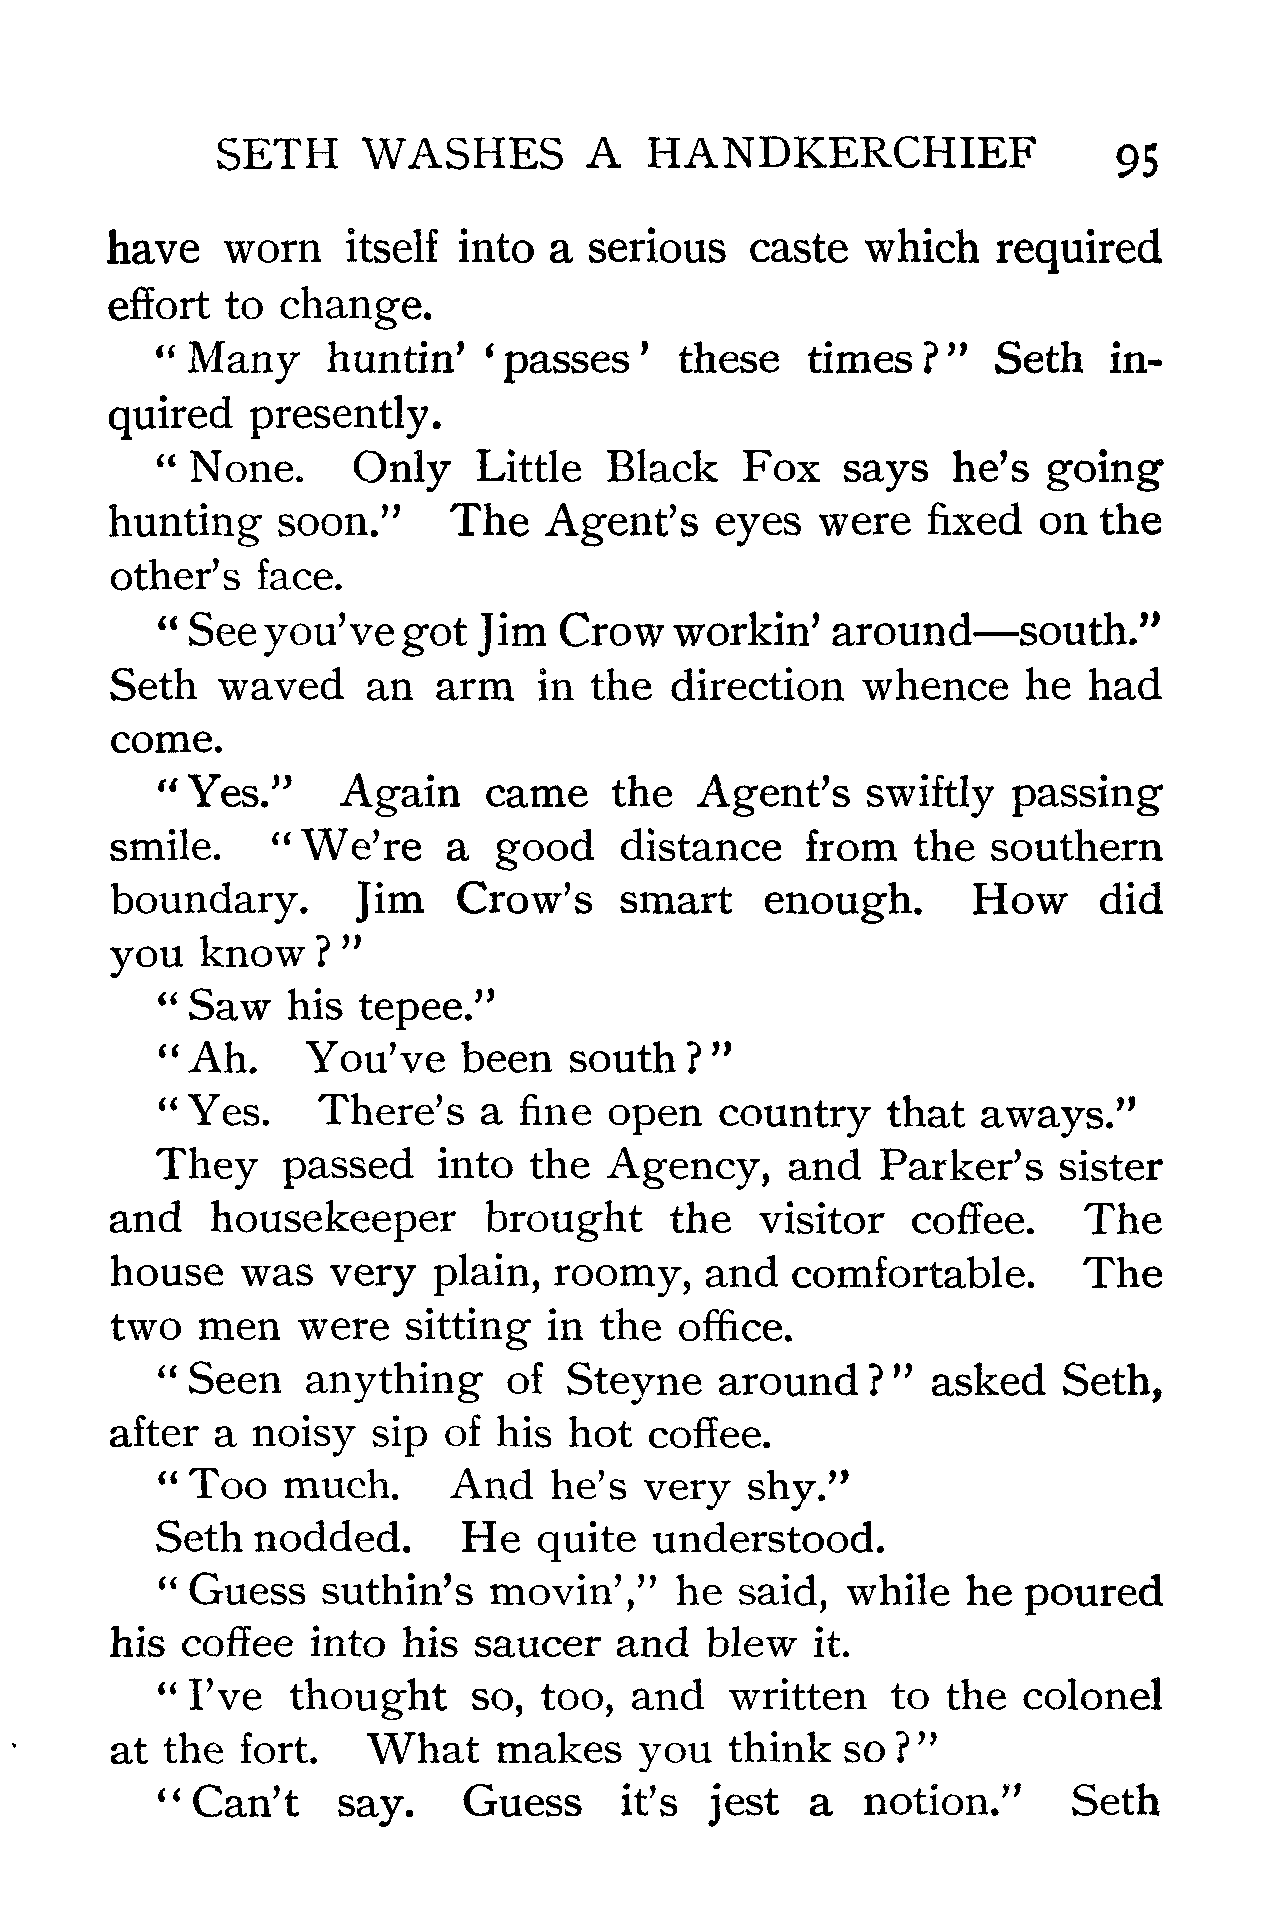 SETH WASHES A HANDKERCHIEF 95
have worn itself into a serious caste which required
effort to change.
“ Many huntin’ ‘ passes ’ these times ? ” Seth in-
quired presently.
“ None. Only Little Black Fox says he’s going
hunting soon.” The Agent’s eyes were fixed on the
other’s face.
“ See you’ve got Jim Crow workin’ around—south.”
Seth waved an arm in the direction whence he had
come.
“ Yes.” Again came the Agent’s swiftly passing
smile. “ We’re a good distance from the southern
boundary. Jim Crow’s smart enough. How did
you know ? ”
“ Saw his tepee.”
“ Ah. You’ve been south ? ”
“ Yes. There’s a fine open country that aways.”
They passed into the Agency, and Parker’s sister
and housekeeper brought the visitor coffee. The
house was very plain, roomy, and comfortable. The
two men were sitting in the office.
“ Seen anything of Steyne around ? ” asked Seth,
after a noisy sip of his hot coffee.
“ Too much. And he’s very shy.”
Seth nodded. He quite understood.
“ Guess suthin’s movin’,” he said, while he poured
his coffee into his saucer and blew it.
“ I’ve thought so, too, and written to the colonel
at the fort. What makes you think so ? ”
“ Can’t say. Guess it’s jest a notion.” Seth